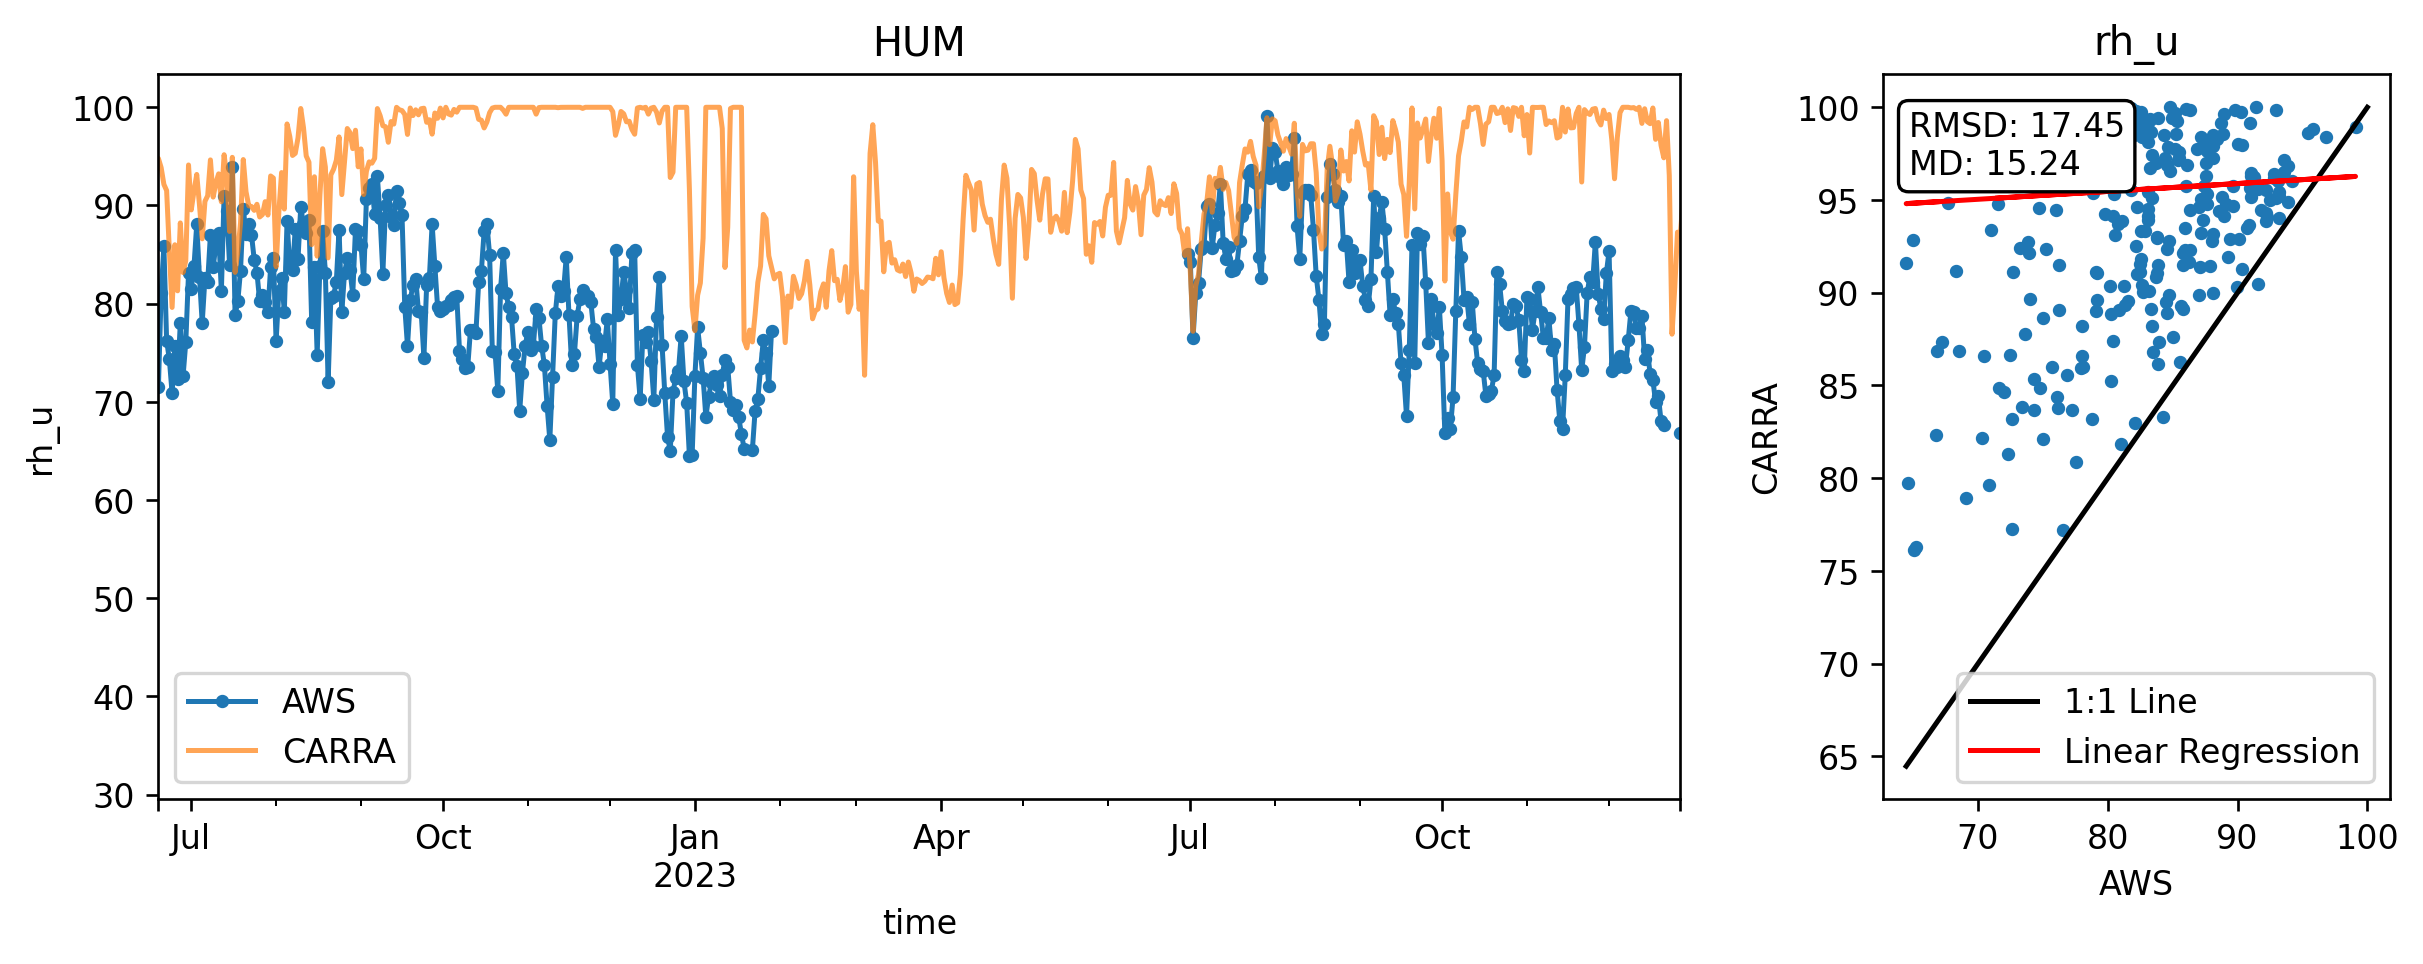 HUM
rh_u
100
90
80
70
60
50
40
30
AWS
CARRA
Jul
Oct
Jan
2023
Apr
Jul
Oct
time
rh_u
CARRA
100
95
90
85
80
75
70
65
RMSD: 17.45
MD: 15.24
1:1 Line
Linear Regression
70
80
90
100
AWS